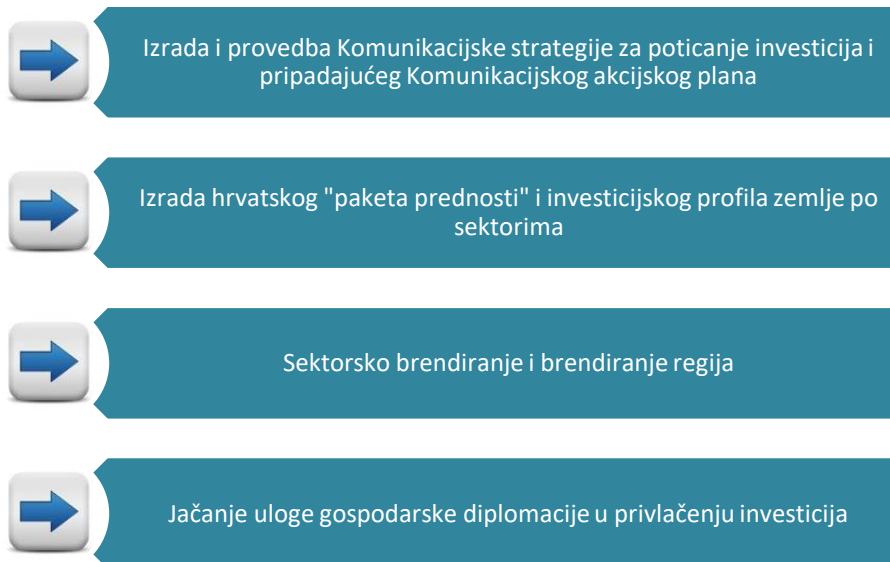 Izrada i provedba Komunikacijske strategije za poticanje investicija i
pripadajućeg Komunikacijskog akcijskog plana
Izrada hrvatskog "paketa prednosti" i investicijskog profila zemlje po
sektorima
Sektorsko brendiranje i brendiranje regija
Jačanje uloge gospodarske diplomacije u privlačenju investicija